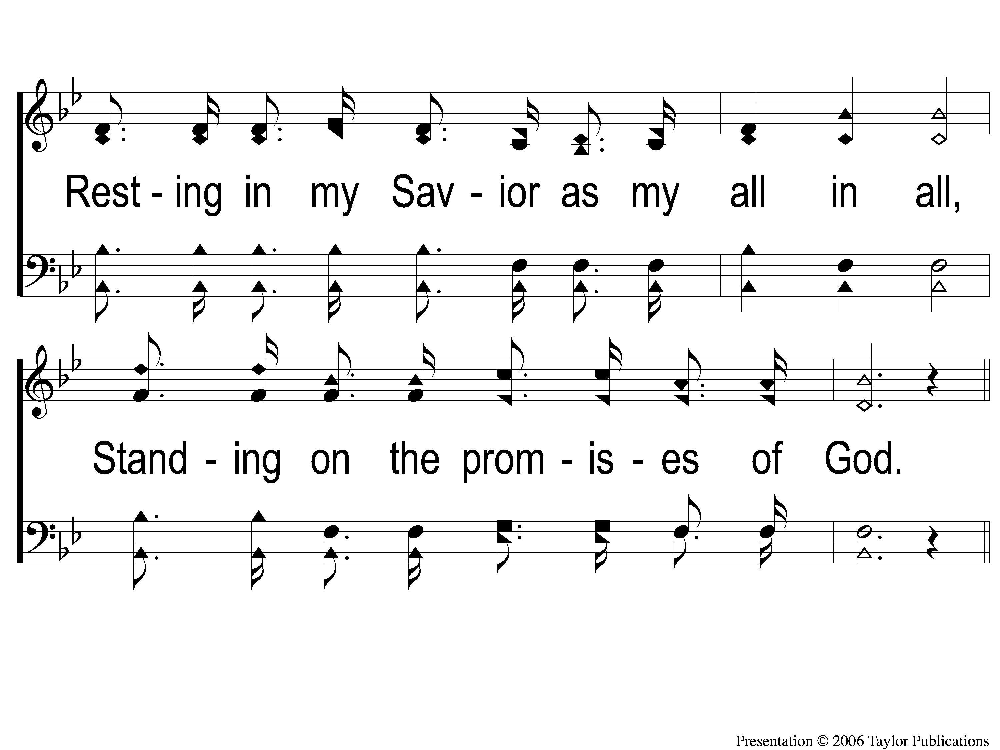 Rest - ing in my Sav - ior as my all in all,
Stand - ing on the prom - is - es of God.
Presentation © 2006 Taylor Publications